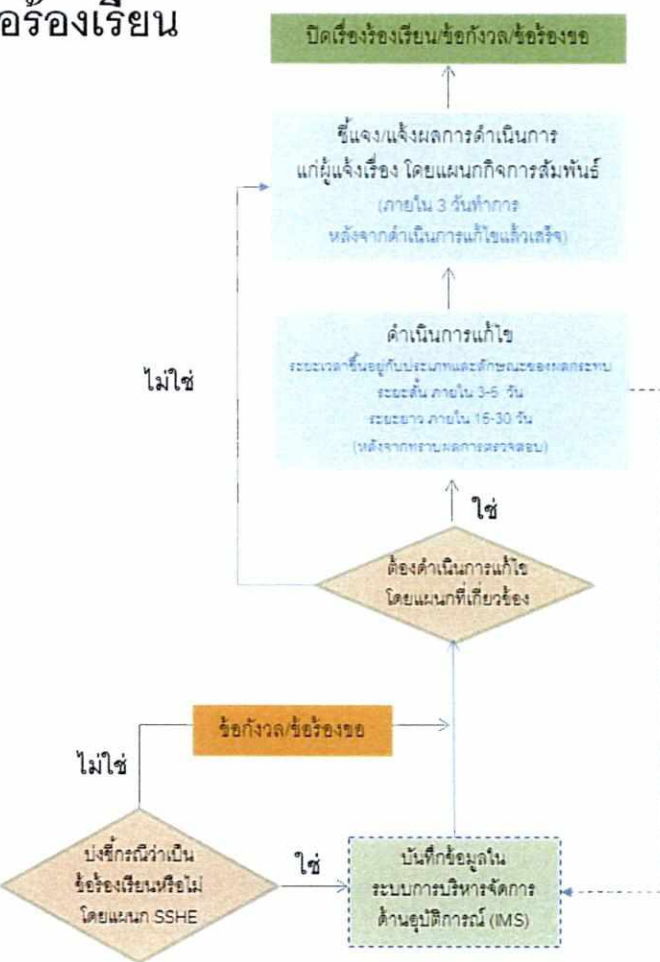 อร้องเรียน
ปิดเรื่องร้องเรียน/ข้อกังวล/ข้อร้องขอ
ชี้แจง/แจ้งผลการดำเนินการ
แก่ผู้แจ้งเรื่อง โดยแผนกกิจการสัมพันธ์
(ภายใน 3 วันทำการ
หลังจากดำเนินการแก้ไขแล้วเสร็จ)
ดำเนินการแก้ไข
ระยะเวลาขึ้นอยู่กับประเภทและลักษณะของผลกระทบ
ระยะสั้น ภายใน 3-5 วัน
ระยะยาว ภายใน 15-30 วัน
(หลังจากทราบผลการตรวจสอบ)
ไม่ใช่
ใช่
ต้องดำเนินการแก้ไข
โดยแผนกที่เกี่ยวข้อง
ข้อกังวล/ข้อร้องขอ
ไม่ใช่
บ่งชี้กรณีว่าเป็น
ข้อร้องเรียนหรือไม่
โดยแผนก SSHE
ใช่
บันทึกข้อมูลใน
ระบบการบริหารจัดการ
ด้านอุบัติการณ์ (IMS)